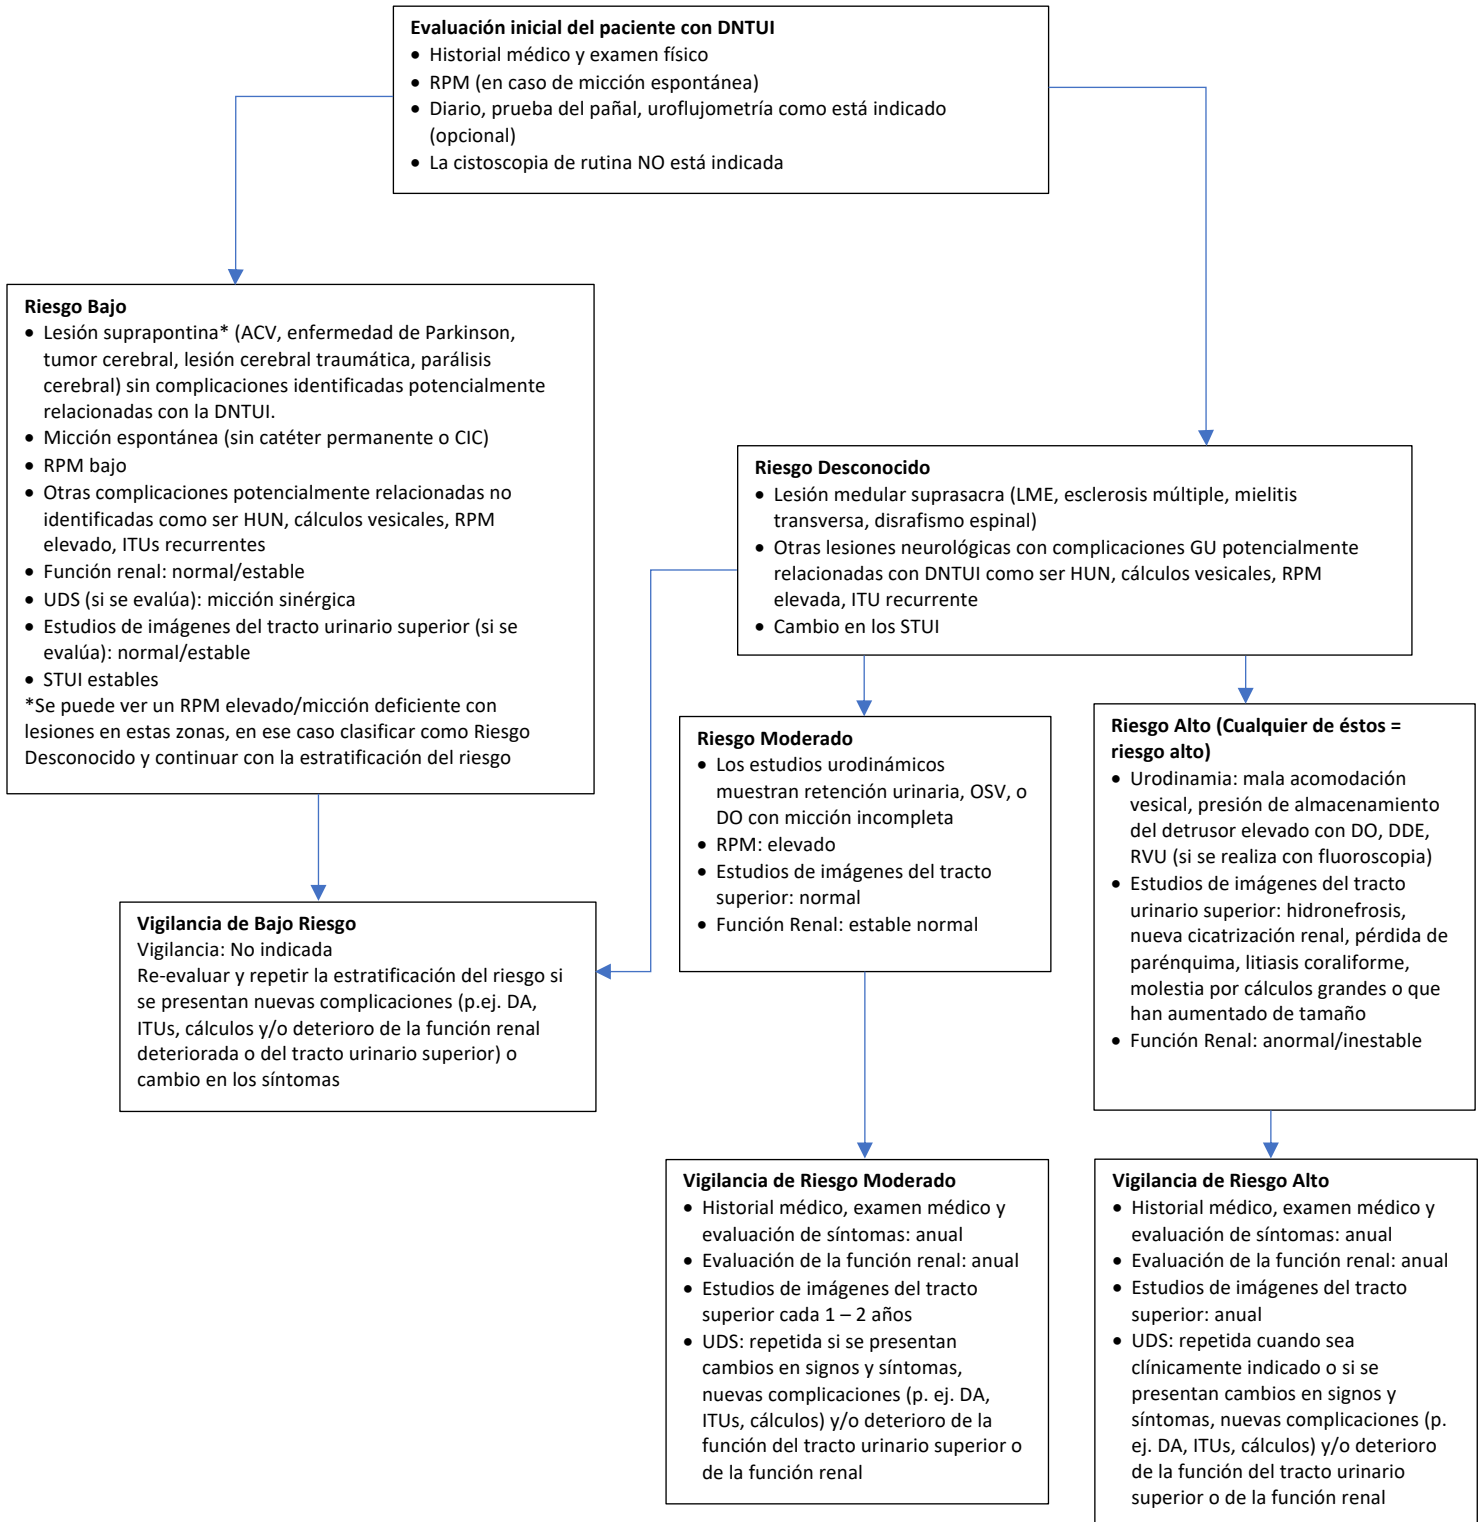 Evaluación inicial del paciente con DNTUI
• Historial médico y examen físico
• RPM (en caso de micción espontánea)
• Diario, prueba del pañal, uroflujometría como está indicado
(opcional)
• La cistoscopia de rutina NO está indicada
Riesgo Bajo
• Lesión suprapontina* (ACV, enfermedad de Parkinson,
tumor cerebral, lesión cerebral traumática, parálisis
cerebral) sin complicaciones identificadas potencialmente
relacionadas con la DNTUI.
• Micción espontánea (sin catéter permanente o CIC)
• RPM bajo
• Otras complicaciones potencialmente relacionadas no
identificadas como ser HUN, cálculos vesicales, RPM
elevado, ITUs recurrentes
• Función renal: normal/estable
• UDS (si se evalúa): micción sinérgica
• Estudios de imágenes del tracto urinario superior (si se
evalúa): normal/estable
• STUI estables
*Se puede ver un RPM elevado/micción deficiente con
lesiones en estas zonas, en ese caso clasificar como Riesgo
Desconocido y continuar con la estratificación del riesgo
Riesgo Desconocido
• Lesión medular suprasacra (LME, esclerosis múltiple, mielitis
transversa, disrafismo espinal)
• Otras lesiones neurológicas con complicaciones GU potencialmente
relacionadas con DNTUI como ser HUN, cálculos vesicales, RPM
elevada, ITU recurrente
• Cambio en los STUI
Riesgo Moderado
• Los estudios urodinámicos
muestran retención urinaria, OSV, o
DO con micción incompleta
• RPM: elevado
• Estudios de imágenes del tracto
superior: normal
• Función Renal: estable normal
Riesgo Alto (Cualquier de éstos =
riesgo alto)
• Urodinamia: mala acomodación
vesical, presión de almacenamiento
del detrusor elevado con DO, DDE,
RVU (si se realiza con fluoroscopia)
• Estudios de imágenes del tracto
urinario superior: hidronefrosis,
nueva cicatrización renal, pérdida de
parénquima, litiasis coraliforme,
molestia por cálculos grandes o que
han aumentado de tamaño
• Función Renal: anormal/inestable
Vigilancia de Bajo Riesgo
Vigilancia: No indicada
Re-evaluar y repetir la estratificación del riesgo si
se presentan nuevas complicaciones (p.ej. DA,
ITUs, cálculos y/o deterioro de la función renal
deteriorada o del tracto urinario superior) o
cambio en los síntomas
Vigilancia de Riesgo Moderado
• Historial médico, examen médico y
evaluación de síntomas: anual
• Evaluación de la función renal: anual
• Estudios de imágenes del tracto
superior cada 1 – 2 años
• UDS: repetida si se presentan
cambios en signos y síntomas,
nuevas complicaciones (p. ej. DA,
ITUs, cálculos) y/o deterioro de la
función del tracto urinario superior o
de la función renal
Vigilancia de Riesgo Alto
• Historial médico, examen médico y
evaluación de síntomas: anual
• Evaluación de la función renal: anual
• Estudios de imágenes del tracto
superior: anual
• UDS: repetida cuando sea
clínicamente indicado o si se
presentan cambios en signos y
síntomas, nuevas complicaciones (p.
ej. DA, ITUs, cálculos) y/o deterioro
de la función del tracto urinario
superior o de la función renal